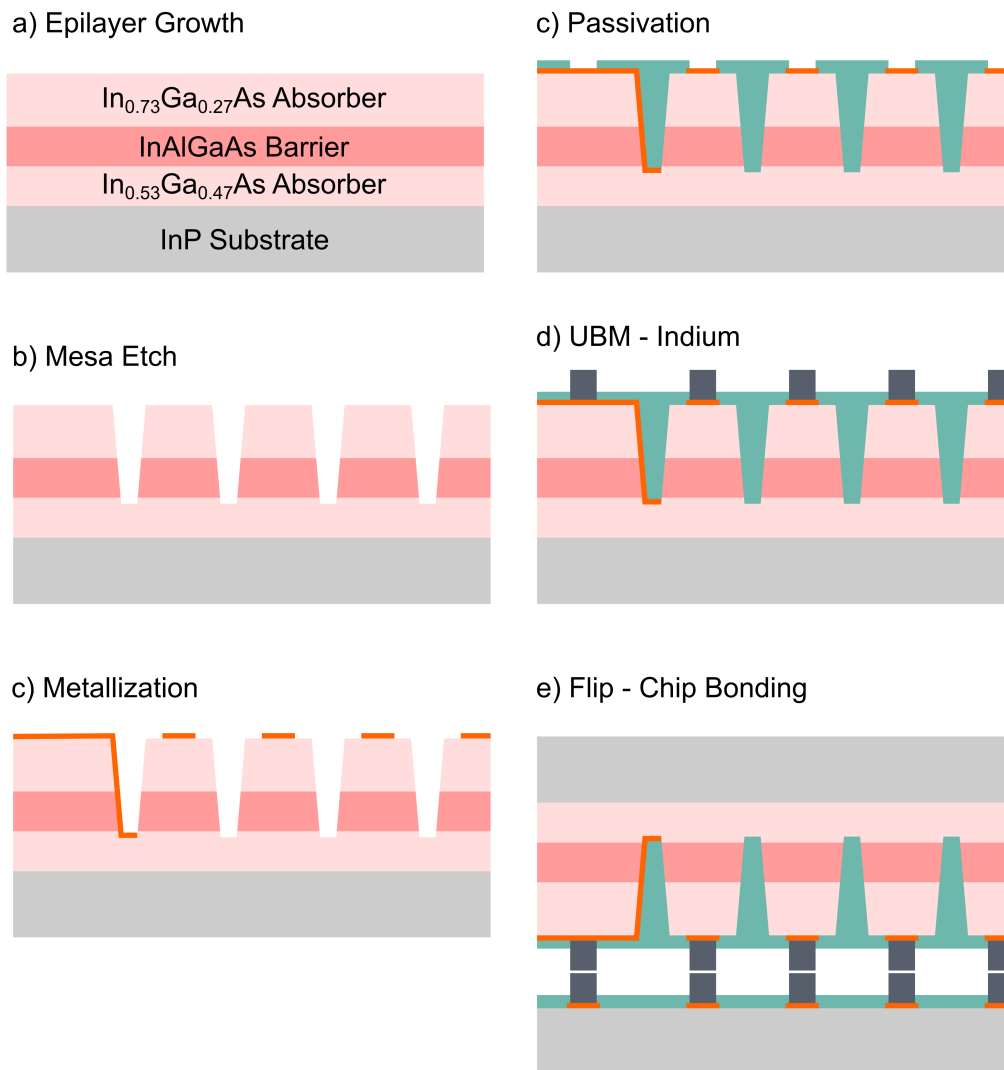 a) Epilayer Growth
In₀.₇₃Ga₀.₂₇As Absorber
InAlGaAs Barrier
In₀.₅₃Ga₀.₄₇As Absorber
InP Substrate
b) Mesa Etch
c) Metallization
c) Passivation
d) UBM - Indium
e) Flip - Chip Bonding